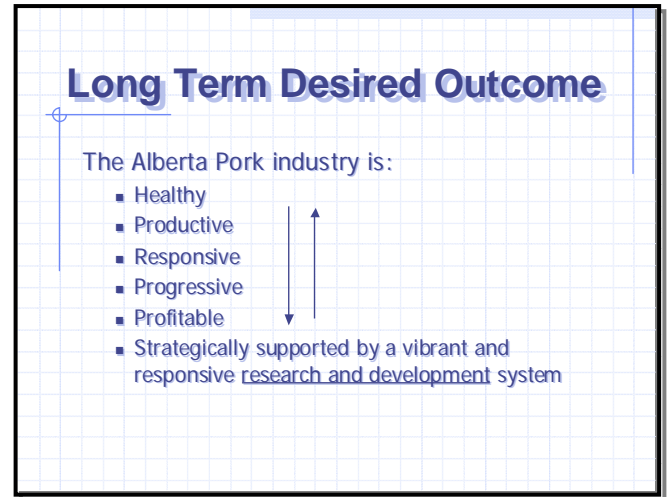 Long Term Desired Outcome
The Alberta Pork industry is:
▪ Healthy
▪ Productive
▪ Responsive
▪ Progressive
▪ Profitable
▪ Strategically supported by a vibrant and
responsive research and development system